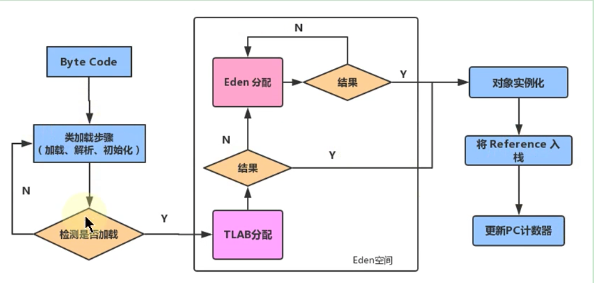 Byte Code
类加载步骤
（加载、解析、初始化）
N
检测是否加载
Y
N
Eden 分配
结果
Y
N
结果
Y
TLAB分配
Eden空间
对象实例化
将 Reference 入
栈
更新PC计数器